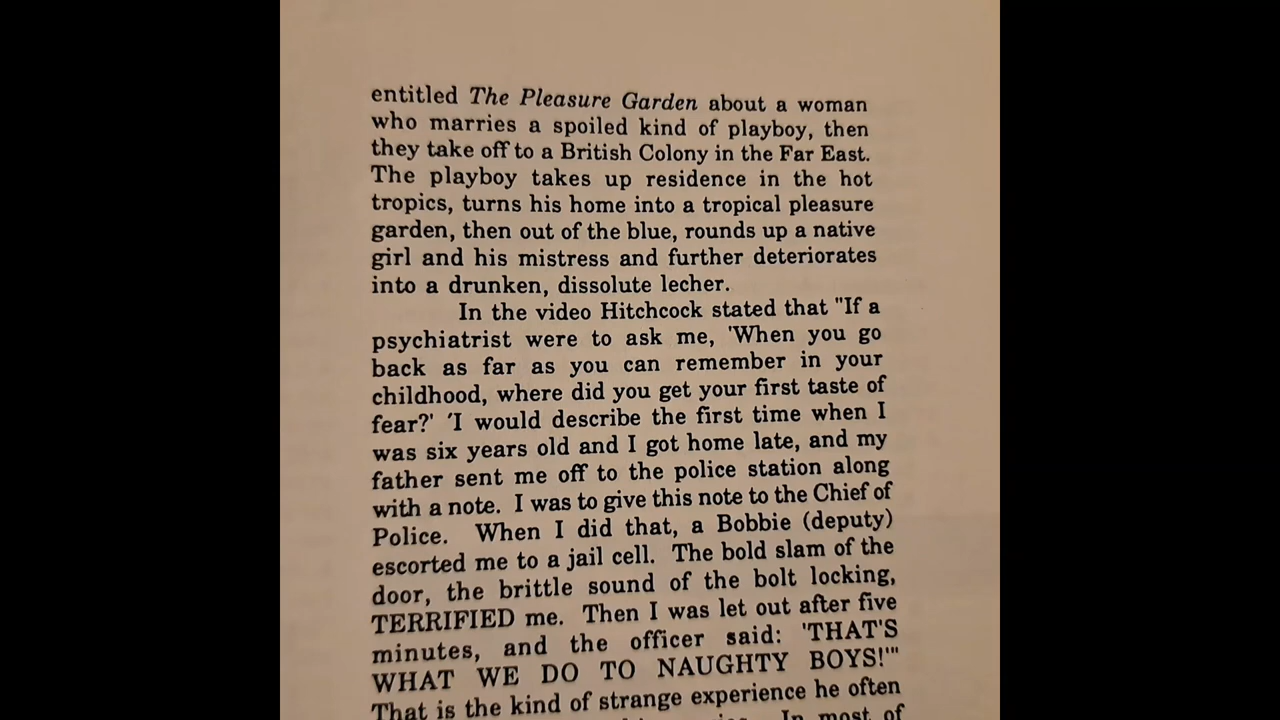 entitled The Pleasure Garden about a woman
who marries a spoiled kind of playboy, then
they take off to a British Colony in the Far East.
The playboy takes up residence in the hot
tropics, turns his home into a tropical pleasure
garden, then out of the blue, rounds up a native
girl and his mistress and further deteriorates
into a drunken, dissolute lecher.
In the video Hitchcock stated that "If a
psychiatrist were to ask me, 'When you go
back as far as you can remember in your
childhood, where did you get your first taste of
fear?' 'I would describe the first time when I
was six years old and I got home late, and my
father sent me off to the police station along
with a note. I was to give this note to the Chief of
Police. When I did that, a Bobbie (deputy)
escorted me to a jail cell. The bold slam of the
door, the brittle sound of the bolt locking,
TERRIFIED me. Then I was let out after five
minutes, and the officer said: 'THAT'S
WHAT WE DO TO NAUGHTY BOYS!'"
That is the kind of strange experience he often
In most of